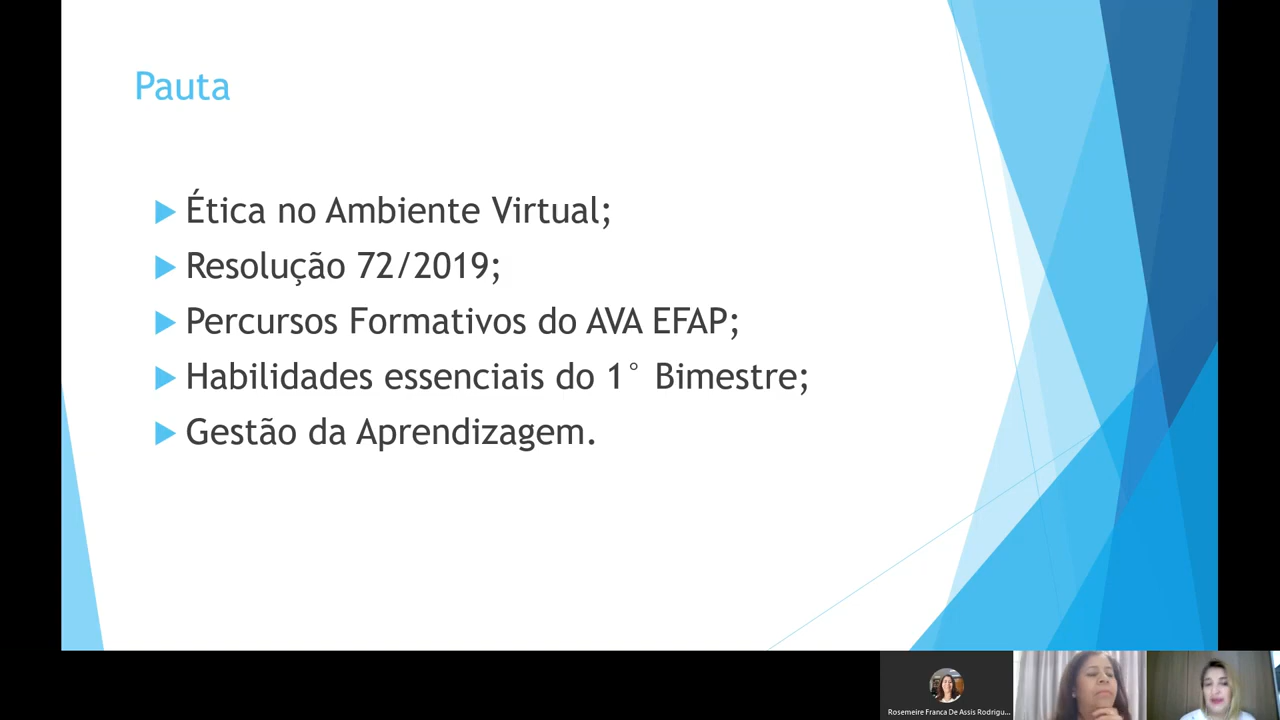 Pauta
Ética no Ambiente Virtual;
Resolução 72/2019;
Percursos Formativos do AVA EFAP;
Habilidades essenciais do 1° Bimestre;
Gestão da Aprendizagem.
Rosemeire Franca De Assis Rodrigu...